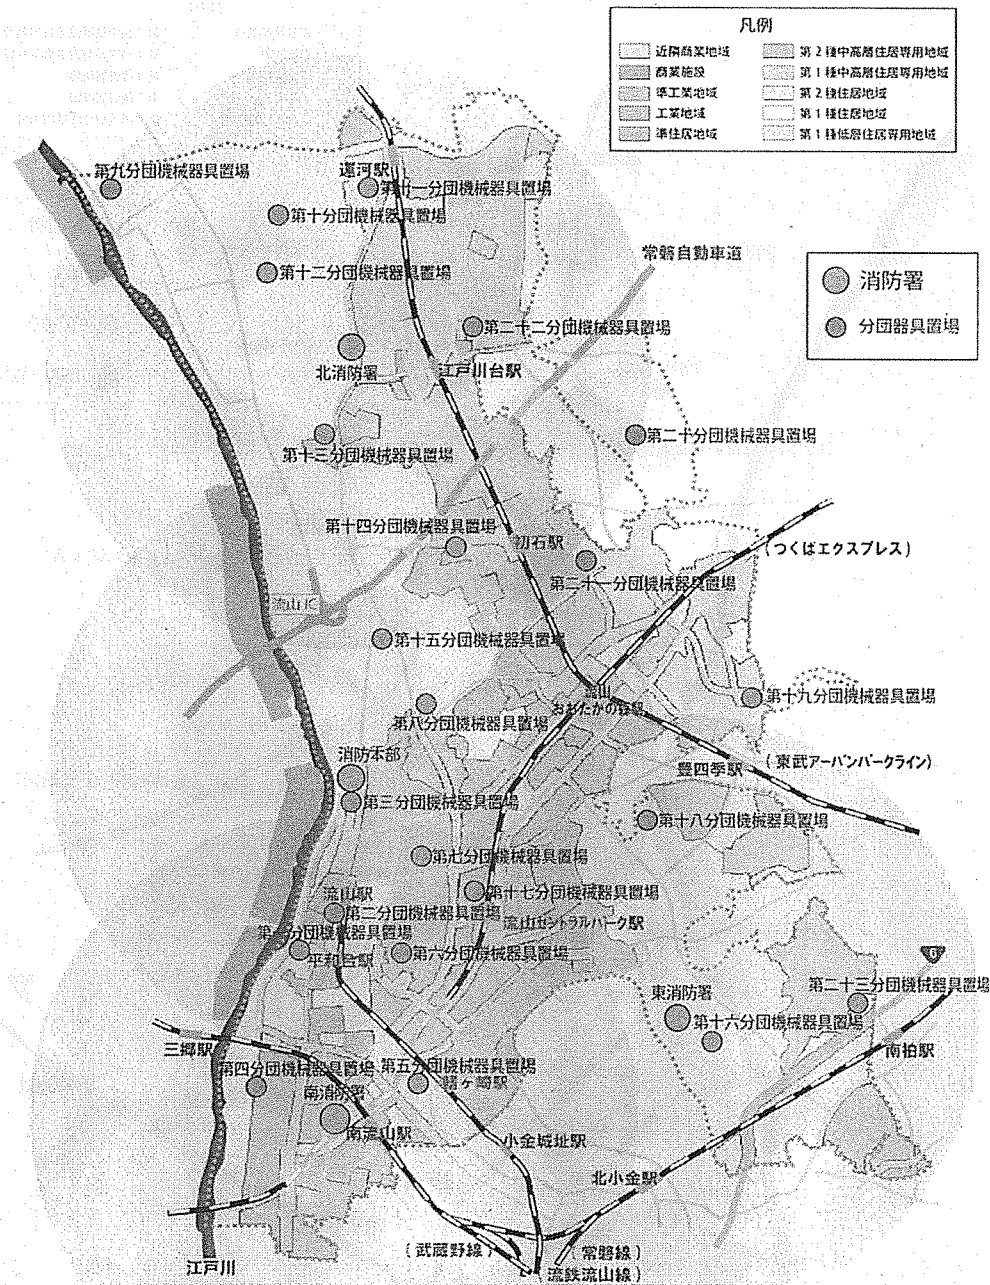 凡例
近隣商業地域
商業施設
準工業地域
工業地域
準住居地域
第2種中高層住居専用地域
第1種中高層住居専用地域
第2種住居地域
第1種住居地域
第1種低層住居専用地域
消防署
分団器具置場
第九分団機械器具置場
運河駅
第十一分団機械器具置場
第十分団機械器具置場
第十二分団機械器具置場
常磐自動車道
第二十二分団機械器具置場
北消防署
江戸川台駅
第十三分団機械器具置場
第二十分団機械器具置場
第十四分団機械器具置場
初石駅
(つくばエクスプレス)
第二十一分団機械器具置場
流山IC
第十五分団機械器具置場
流山
おおたかの森駅
第十九分団機械器具置場
第八分団機械器具置場
消防本部
豊四季駅
(東武アーバンパークライン)
第三分団機械器具置場
第十八分団機械器具置場
第七分団機械器具置場
流山駅
第十七分団機械器具置場
第二分団機械器具置場
流山セントラルパーク駅
第一分団機械器具置場
平和台駅
第六分団機械器具置場
6
東消防署
第二十三分団機械器具置場
第十六分団機械器具置場
三郷駅
南柏駅
第四分団機械器具置場
第五分団機械器具置場
鰭ヶ崎駅
南消防署
南流山駅
小金城址駅
北小金駅
(武蔵野線)
(常磐線)
流鉄流山線)
江戸川